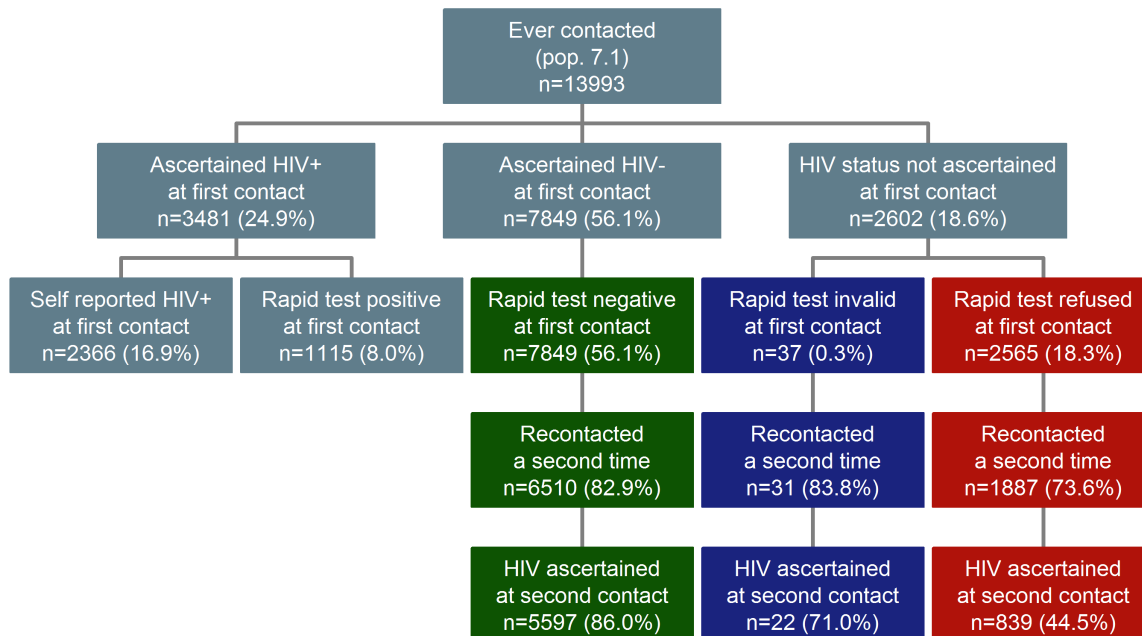 Ever contacted
(pop. 7.1)
n=13993
Ascertained HIV+
at first contact
n=3481 (24.9%)
Ascertained HIV-
at first contact
n=7849 (56.1%)
HIV status not ascertained
at first contact
n=2602 (18.6%)
Self reported HIV+
at first contact
n=2366 (16.9%)
Rapid test positive
at first contact
n=1115 (8.0%)
Rapid test negative
at first contact
n=7849 (56.1%)
Rapid test invalid
at first contact
n=37 (0.3%)
Rapid test refused
at first contact
n=2565 (18.3%)
Recontacted
a second time
n=6510 (82.9%)
Recontacted
a second time
n=31 (83.8%)
Recontacted
a second time
n=1887 (73.6%)
HIV ascertained
at second contact
n=5597 (86.0%)
HIV ascertained
at second contact
n=22 (71.0%)
HIV ascertained
at second contact
n=839 (44.5%)